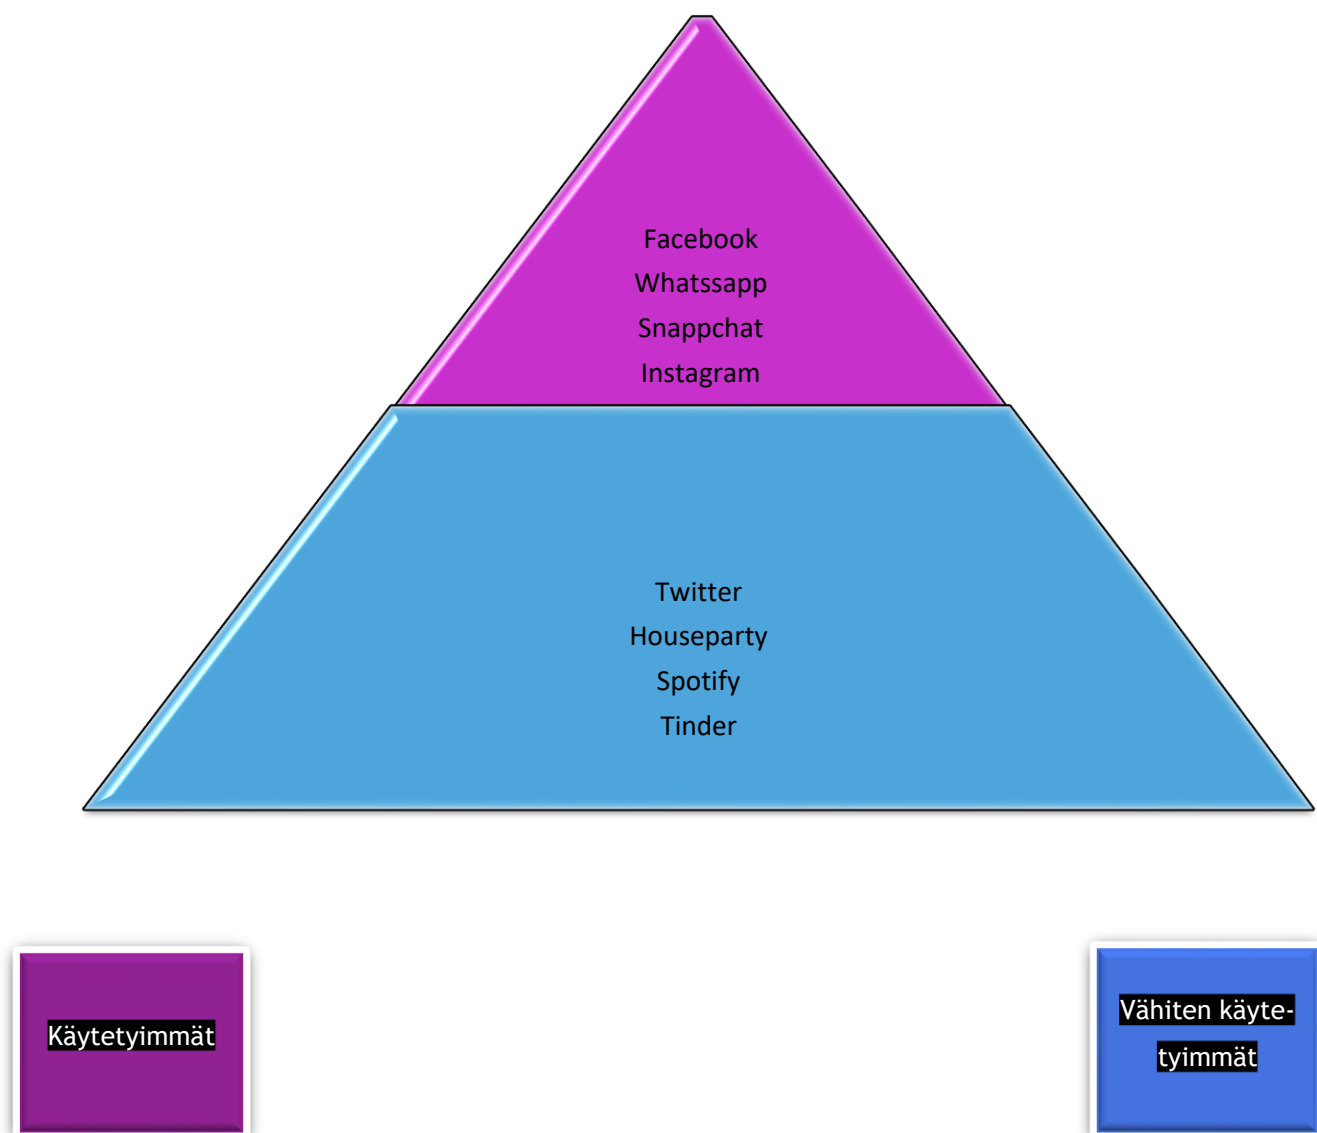 Facebook
Whatssapp
Snappchat
Instagram
Twitter
Houseparty
Spotify
Tinder
Käytetyimmät
Vähiten käyte-
tyimmät